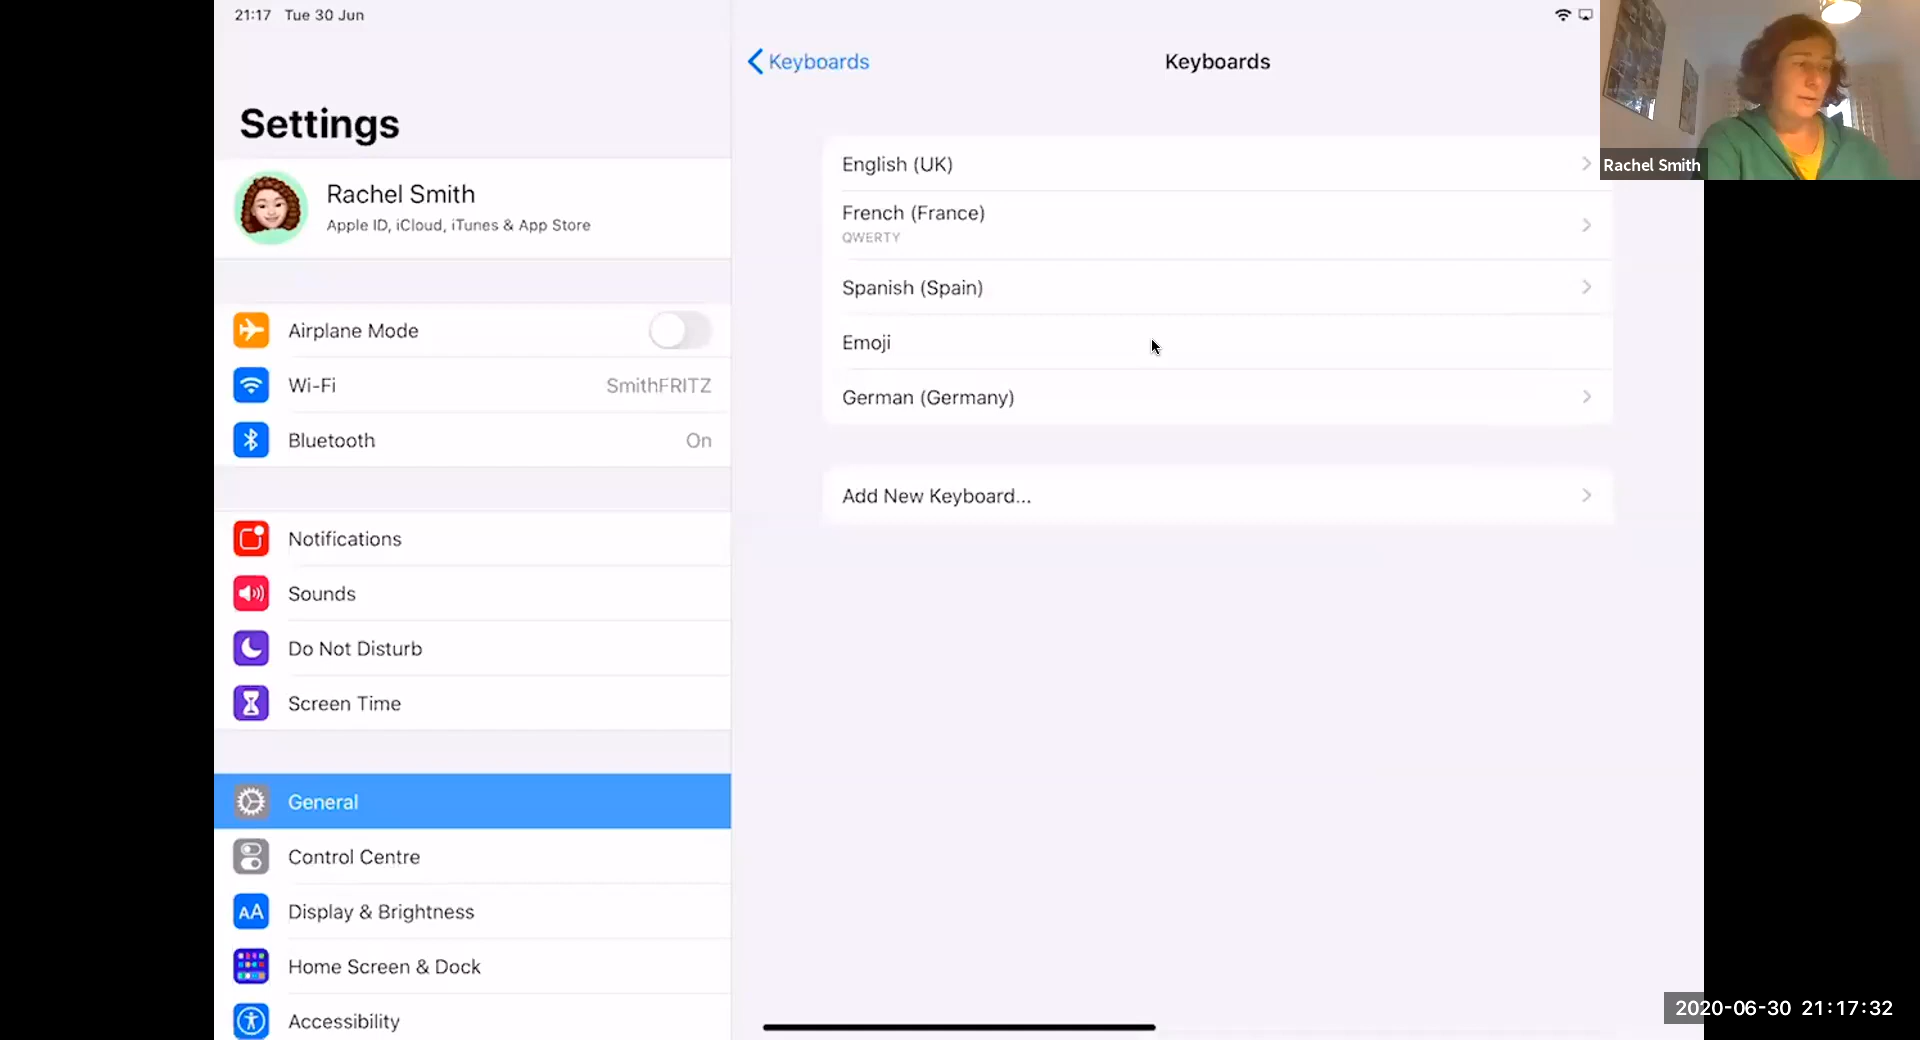 21:17 Tue 30 Jun
Settings
Rachel Smith
Apple ID, iCloud, iTunes & App Store
Airplane Mode
Wi-Fi SmithFRITZ
Bluetooth On
Notifications
Sounds
Do Not Disturb
Screen Time
General
Control Centre
AA Display & Brightness
Home Screen & Dock
Accessibility
Keyboards
Keyboards
English (UK)
French (France)
QWERTY
Spanish (Spain)
Emoji
German (Germany)
Add New Keyboard...
Rachel Smith
2020-06-30 21:17:32